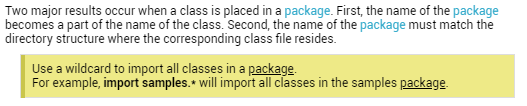 Two major results occur when a class is placed in a package. First, the name of the package
becomes a part of the name of the class. Second, the name of the package must match the
directory structure where the corresponding class file resides.
Use a wildcard to import all classes in a package.
For example, import samples.* will import all classes in the samples package.